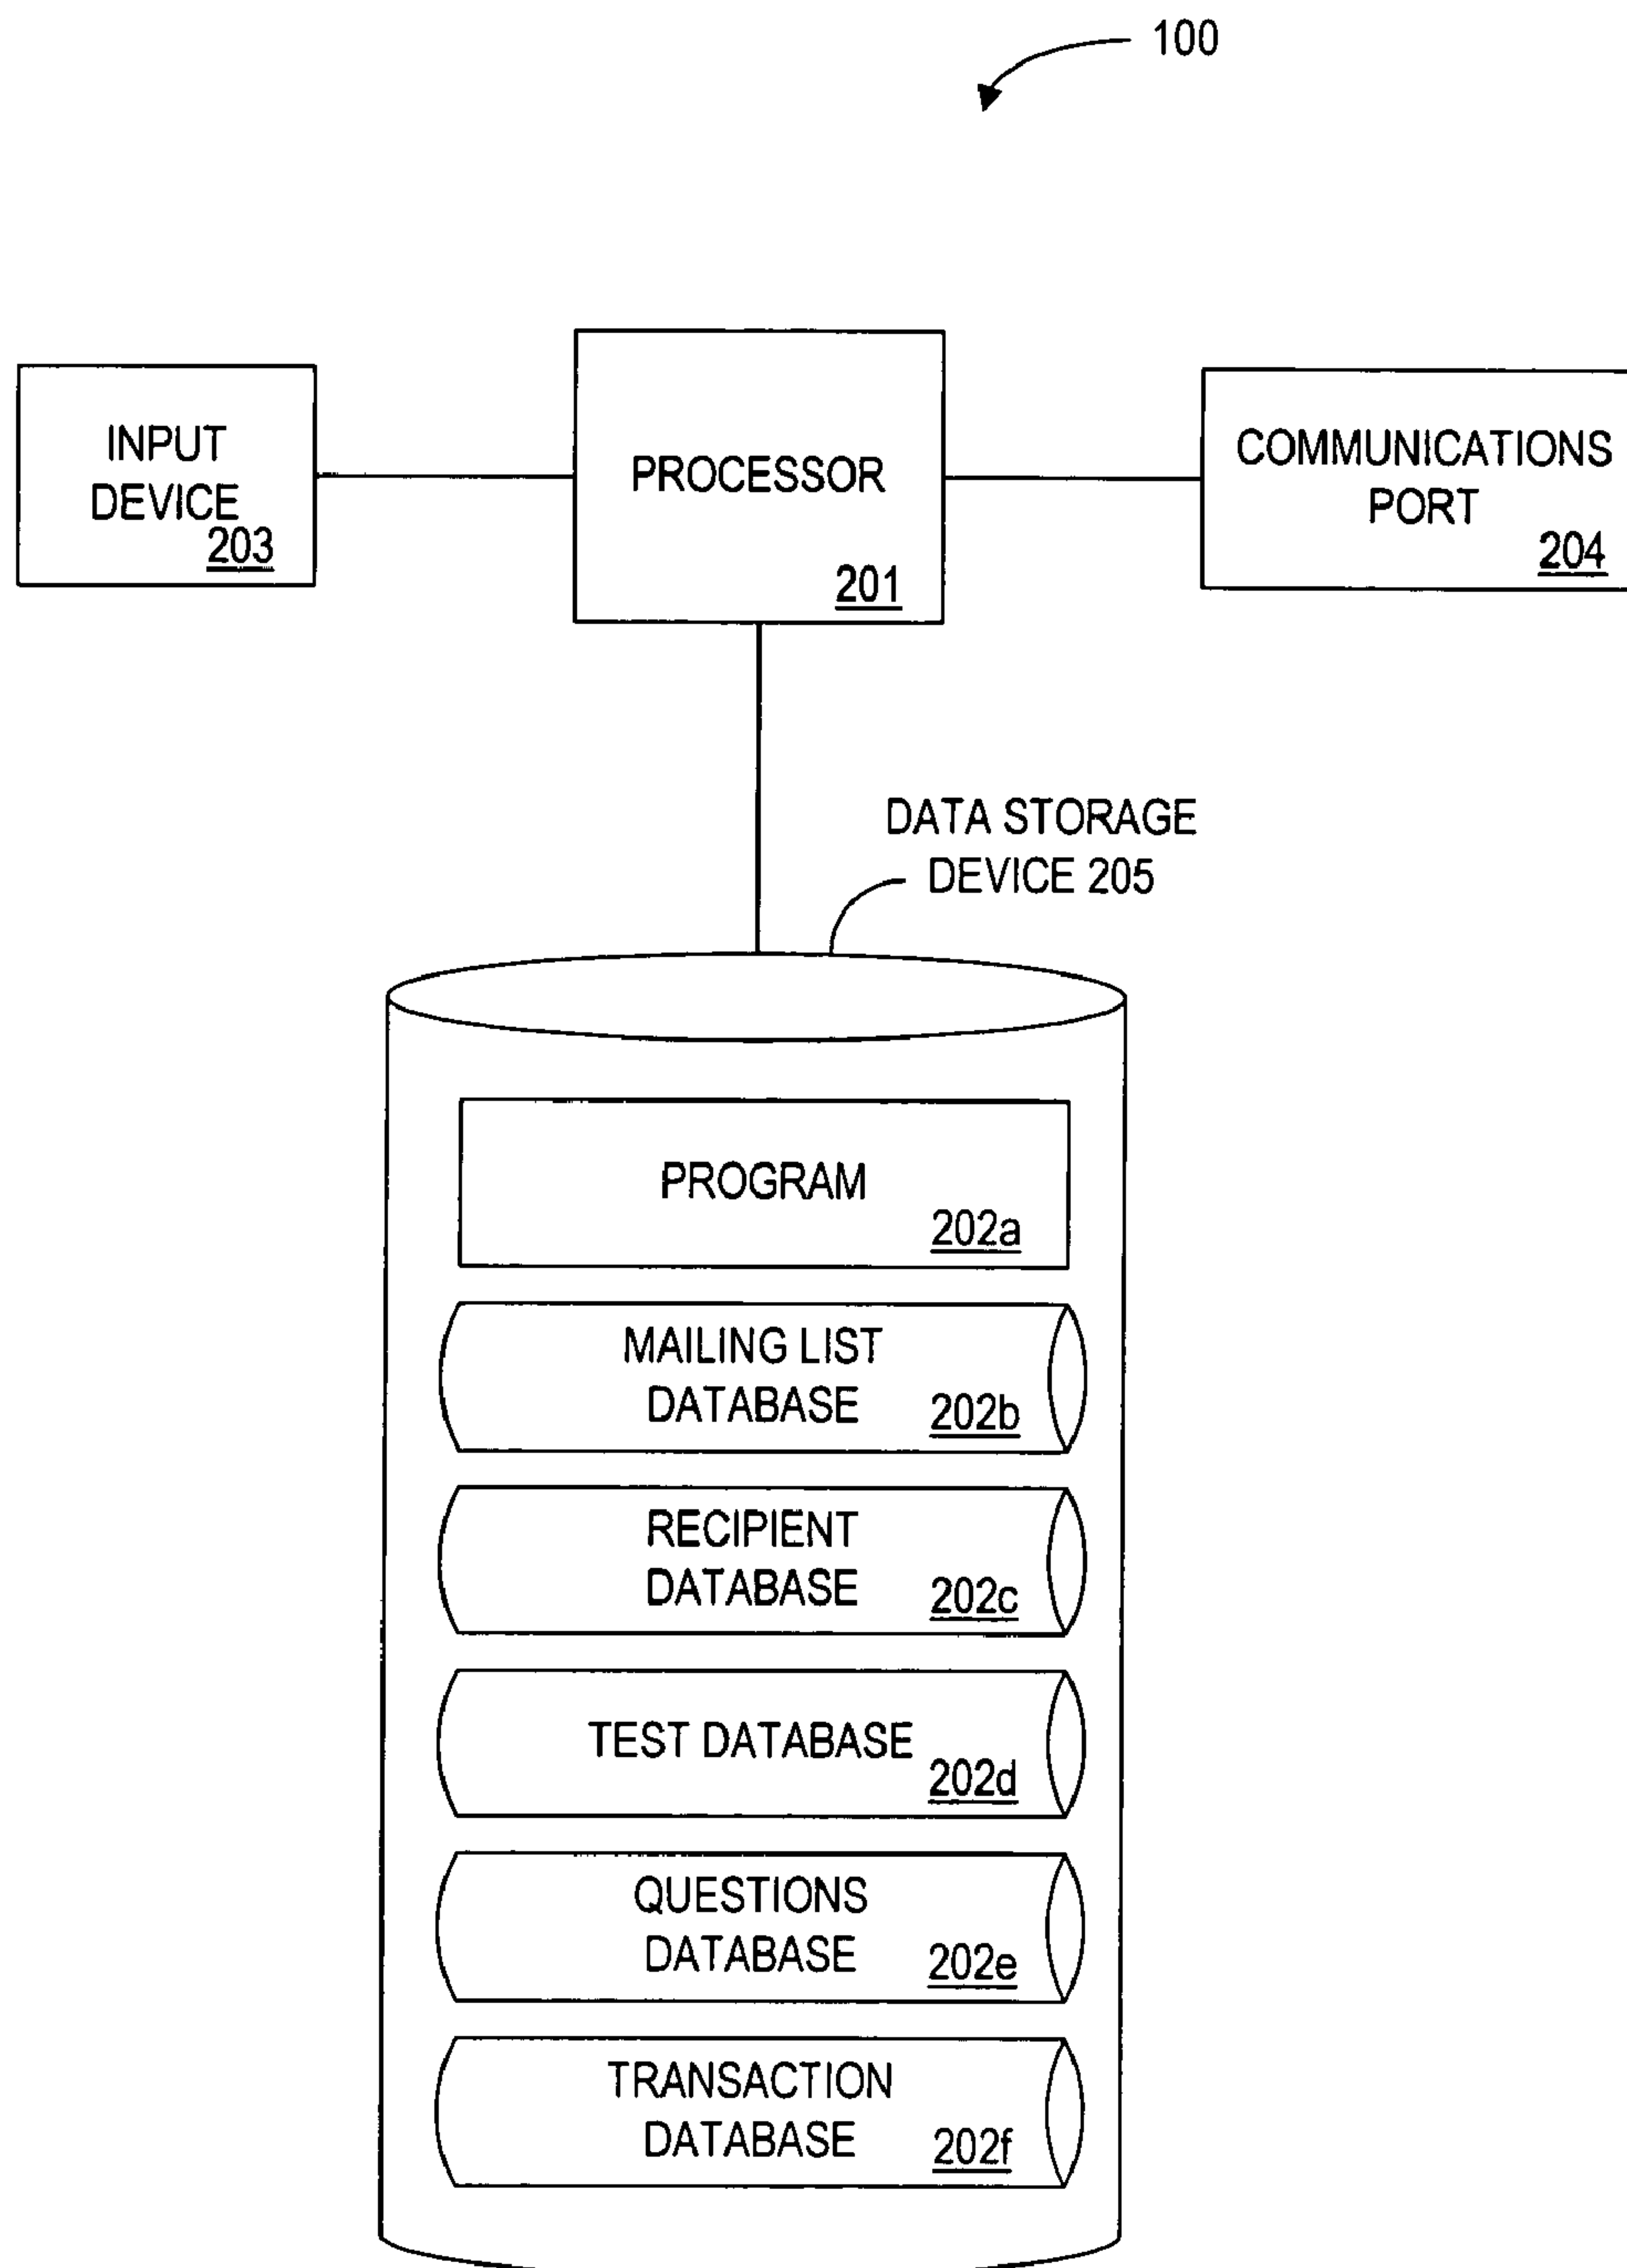 100
INPUT
DEVICE
203
PROCESSOR
201
COMMUNICATIONS
PORT
204
DATA STORAGE
DEVICE 205
PROGRAM
202a
MAILING LIST
DATABASE
202b
RECIPIENT
DATABASE
202c
TEST DATABASE
202d
QUESTIONS
DATABASE
202e
TRANSACTION
DATABASE
202f